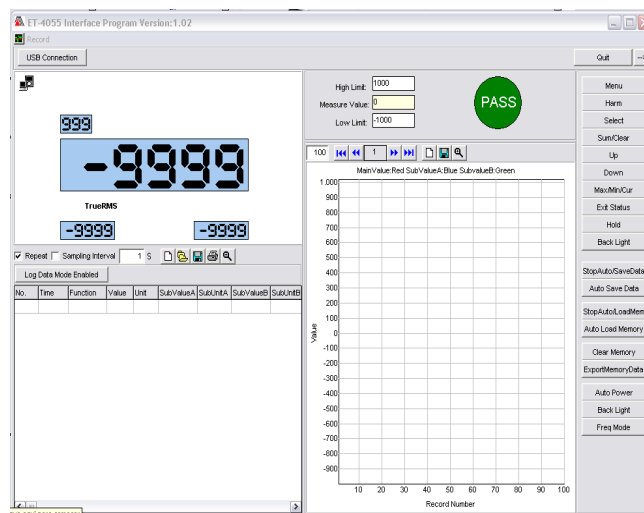 ET-4055 Interface Program Version:1.02
Record
USB Connection
Quit
999
-9999
TrueRMS
-9999 -9999
High Limit: 1000
Measure Value: 0
Low Limit: -1000
PASS
Repeat Sampling Interval 1 S
Log Data Mode Enabled
No. Time Function Value Unit SubValueA SubUnitA SubValueB SubUnitB
100 1
MainValue:Red SubValueA:Blue SubvalueB:Green
Value
1.000
900
800
700
600
500
400
300
200
100
0
-100
-200
-300
-400
-500
-600
-700
-800
-900
10 20 30 40 50 60 70 80 90 100
Record Number
Menu
Harm
Select
Sum/Clear
Up
Down
Max/Min/Cur
Exit Status
Hold
Back Light
StopAuto/SaveData
Auto Save Data
StopAuto/LoadMem
Auto Load Memory
Clear Memory
ExportMemoryData
Auto Power
Back Light
Freq Mode